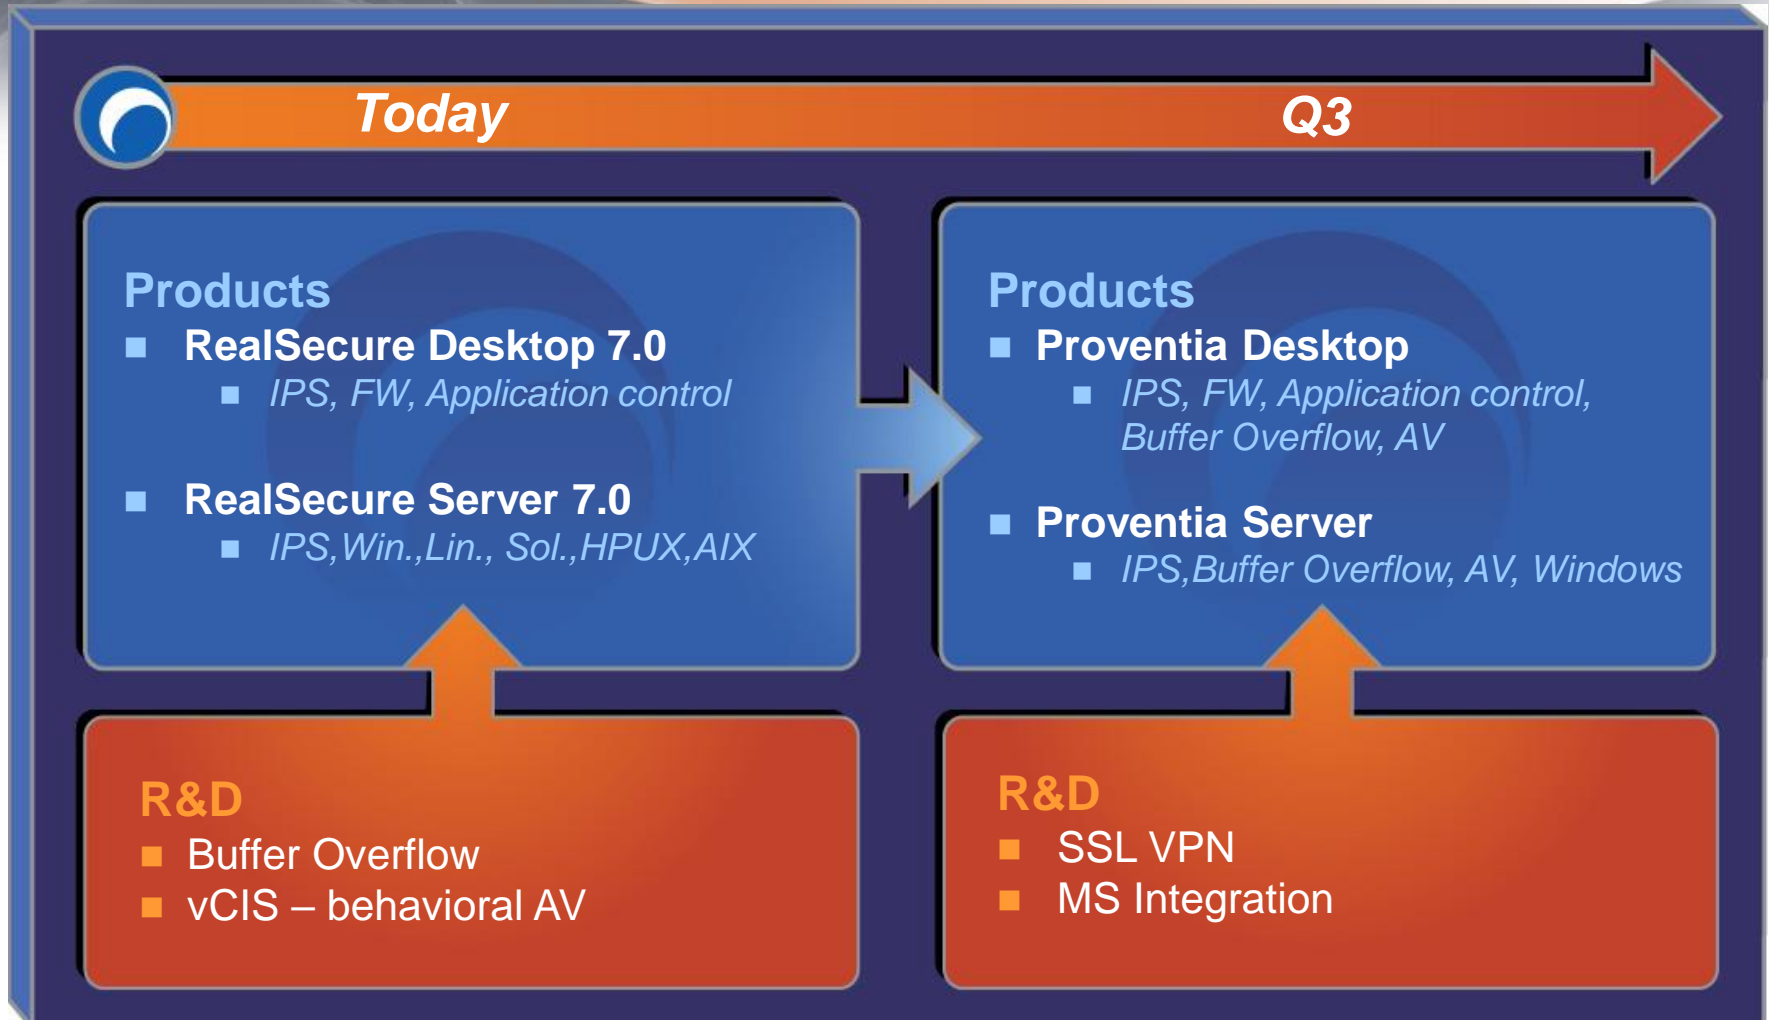 Today
Q3
Products
RealSecure Desktop 7.0
IPS, FW, Application control
RealSecure Server 7.0
IPS,Win.,Lin., Sol.,HPUX,AIX
Products
Proventia Desktop
IPS, FW, Application control,
Buffer Overflow, AV
Proventia Server
IPS,Buffer Overflow, AV, Windows
R&D
Buffer Overflow
vCIS – behavioral AV
R&D
SSL VPN
MS Integration